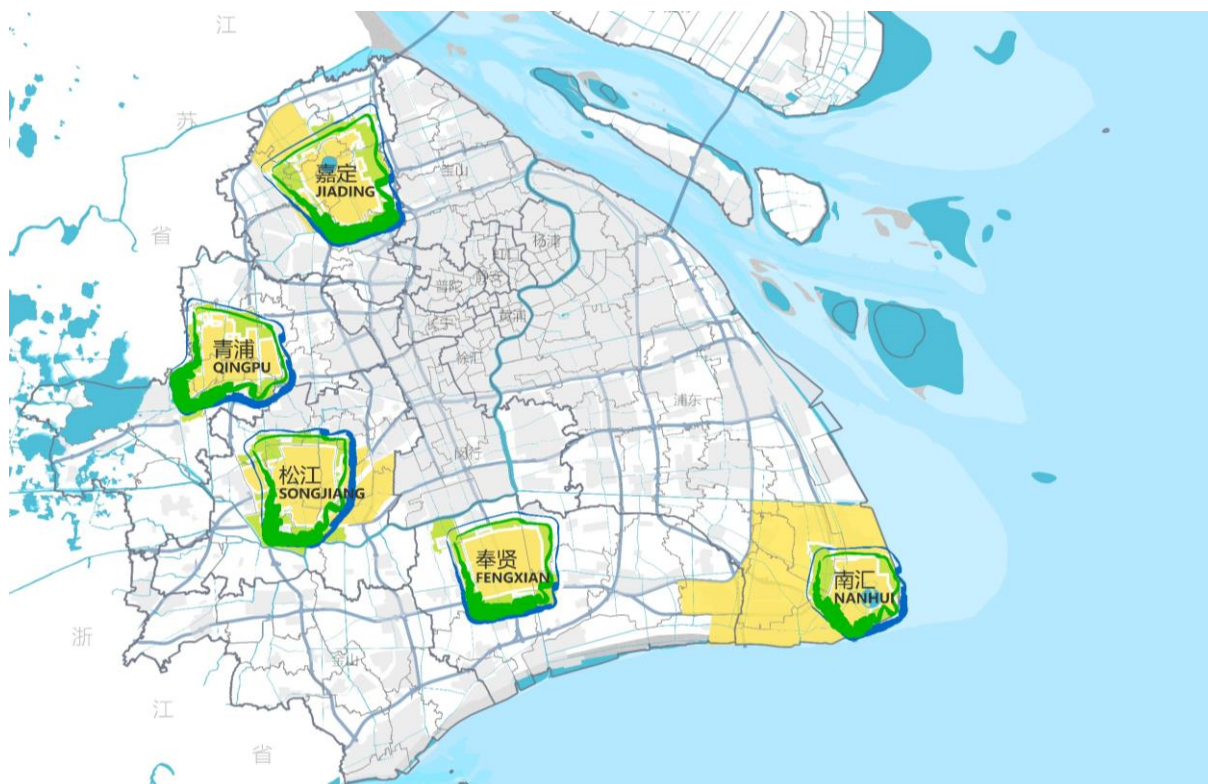 江
苏
省
嘉定
JIADING
宝山
杨浦
虹口
普陀
静安
长宁
黄浦
徐汇
青浦
QINGPU
浦东
闵行
松江
SONGJIANG
奉贤
FENGXIAN
南汇
NANHUI
浙
江
省
金山